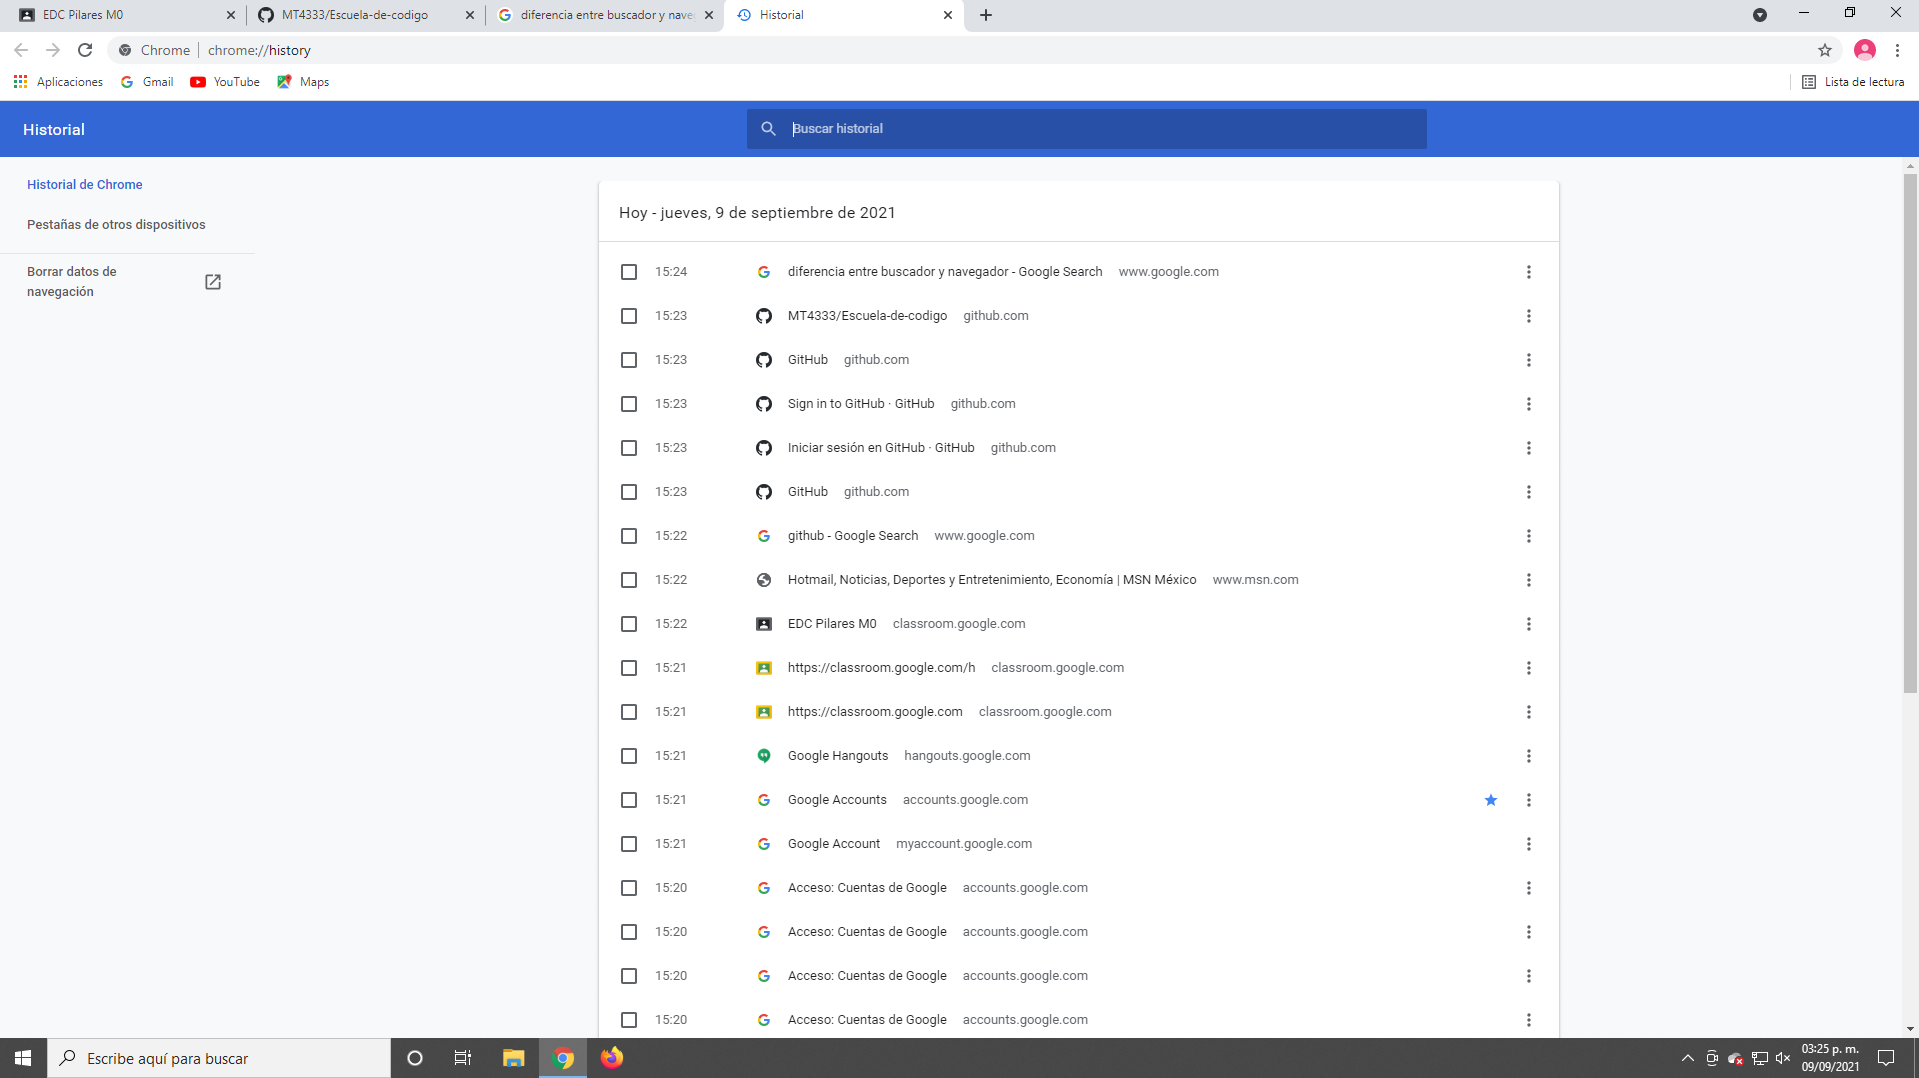 EDC Pilares M0
MT4333/Escuela-de-codigo
diferencia entre buscador y nave
Historial
Chrome | chrome://history
Aplicaciones
Gmail
YouTube
Maps
Lista de lectura
Historial
Buscar historial
Historial de Chrome
Pestañas de otros dispositivos
Borrar datos de
navegación
Hoy - jueves, 9 de septiembre de 2021
15:24 diferencia entre buscador y navegador - Google Search www.google.com
15:23 MT4333/Escuela-de-codigo github.com
15:23 GitHub github.com
15:23 Sign in to GitHub · GitHub github.com
15:23 Iniciar sesión en GitHub · GitHub github.com
15:23 GitHub github.com
15:22 github - Google Search www.google.com
15:22 Hotmail, Noticias, Deportes y Entretenimiento, Economía | MSN México www.msn.com
15:22 EDC Pilares M0 classroom.google.com
15:21 https://classroom.google.com/h classroom.google.com
15:21 https://classroom.google.com classroom.google.com
15:21 Google Hangouts hangouts.google.com
15:21 Google Accounts accounts.google.com
15:21 Google Account myaccount.google.com
15:20 Acceso: Cuentas de Google accounts.google.com
15:20 Acceso: Cuentas de Google accounts.google.com
15:20 Acceso: Cuentas de Google accounts.google.com
15:20 Acceso: Cuentas de Google accounts.google.com
Escribe aquí para buscar
03:25 p. m.
09/09/2021